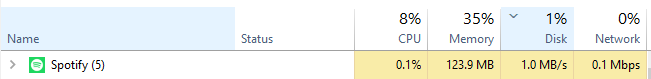 8% 35% 1% 0%
Name Status CPU Memory Disk Network
Spotify (5) 0.1% 123.9 MB 1.0 MB/s 0.1 Mbps